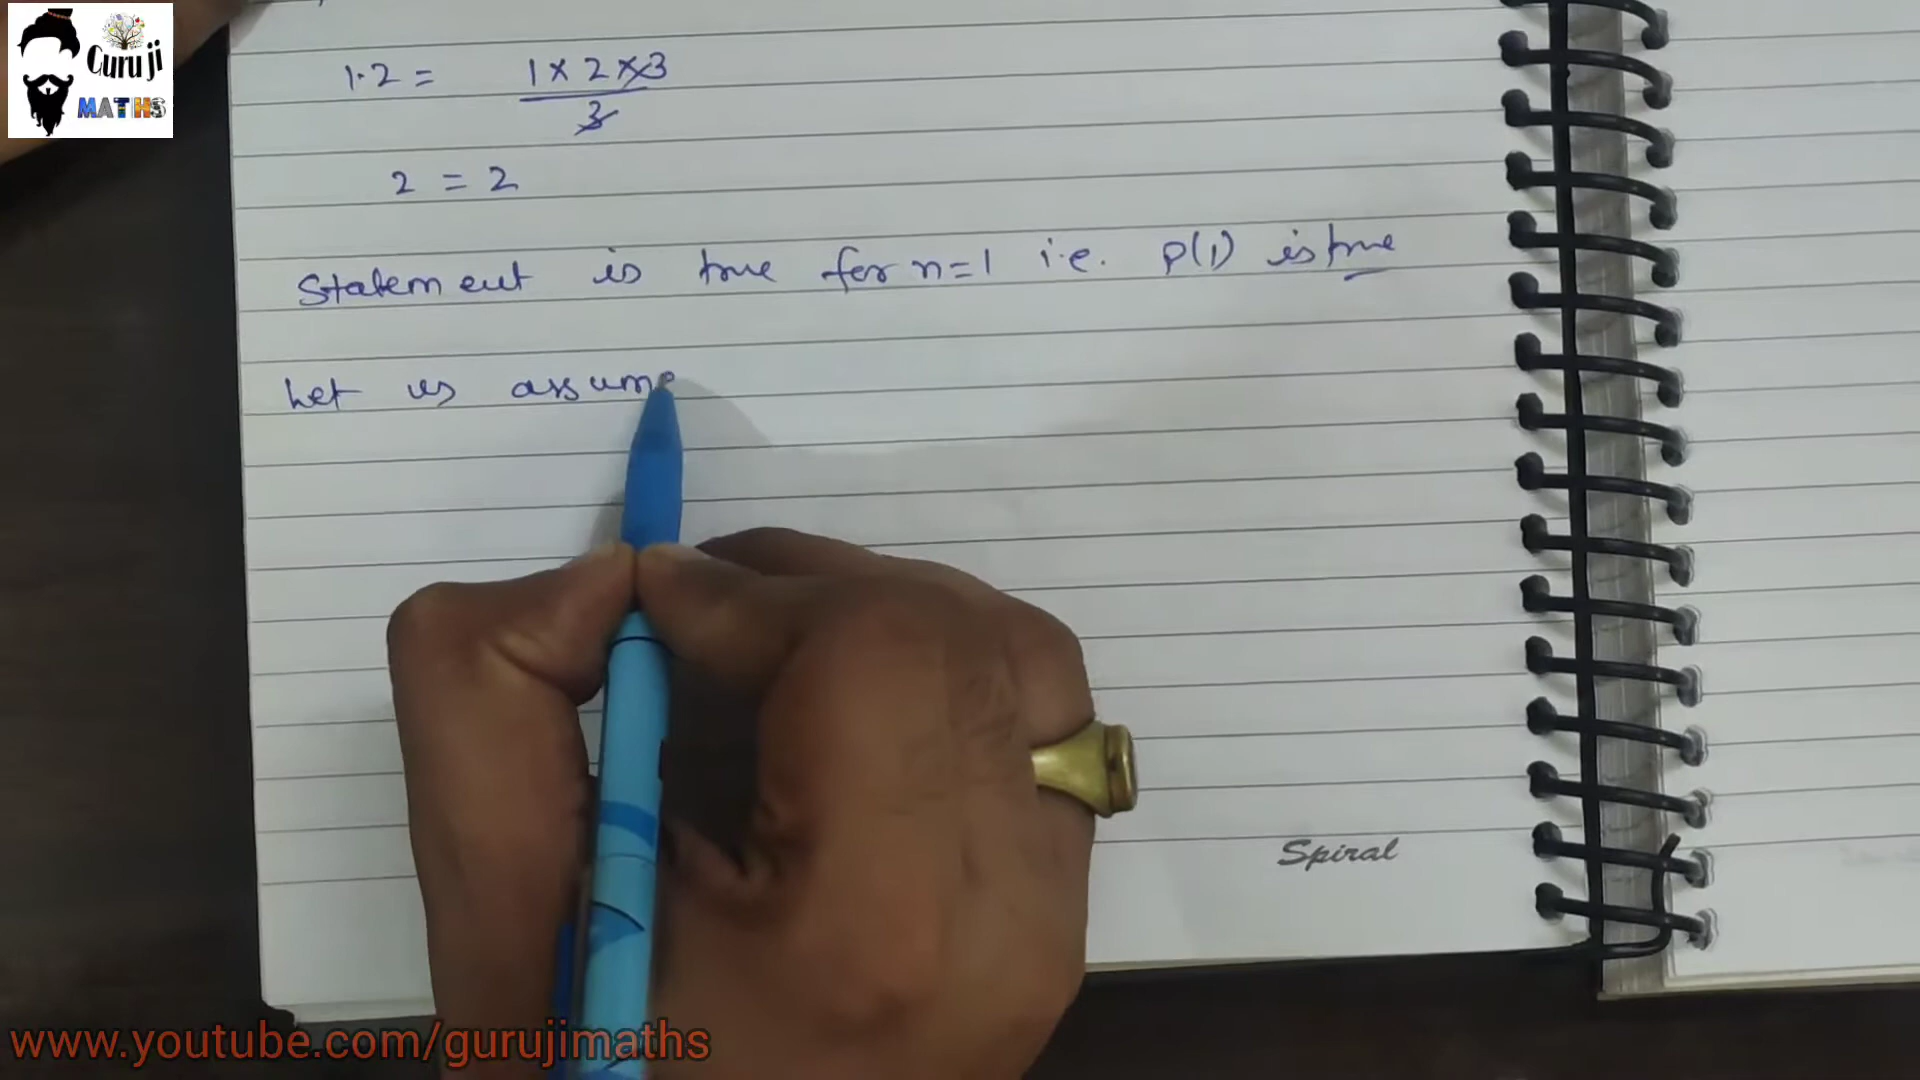 Guru ji
MATHS
1·2 = 1 × 2 × 3
3
2 = 2
Statement is true for n=1 i.e. P(1) is true
Let us assume
Spiral
www.youtube.com/gurujimaths